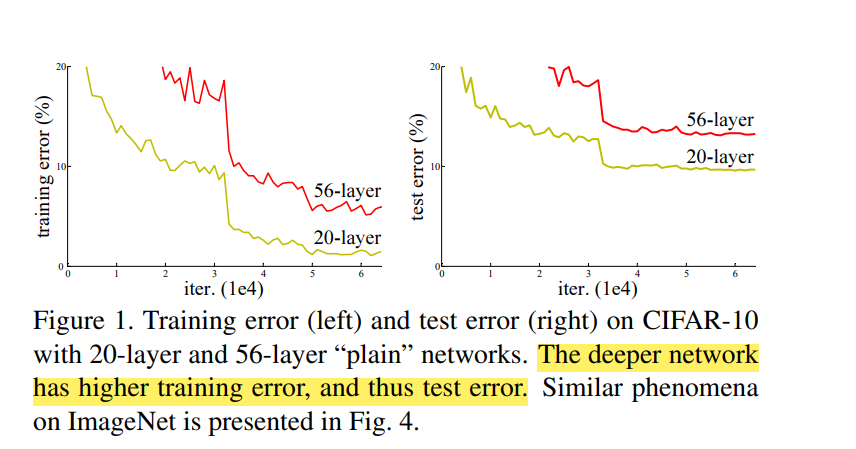 20
10
0
training error (%)
56-layer
20-layer
0 1 2 3 4 5 6
iter. (1e4)
20
10
0
test error (%)
56-layer
20-layer
0 1 2 3 4 5 6
iter. (1e4)
Figure 1. Training error (left) and test error (right) on CIFAR-10
with 20-layer and 56-layer “plain” networks. The deeper network
has higher training error, and thus test error. Similar phenomena
on ImageNet is presented in Fig. 4.